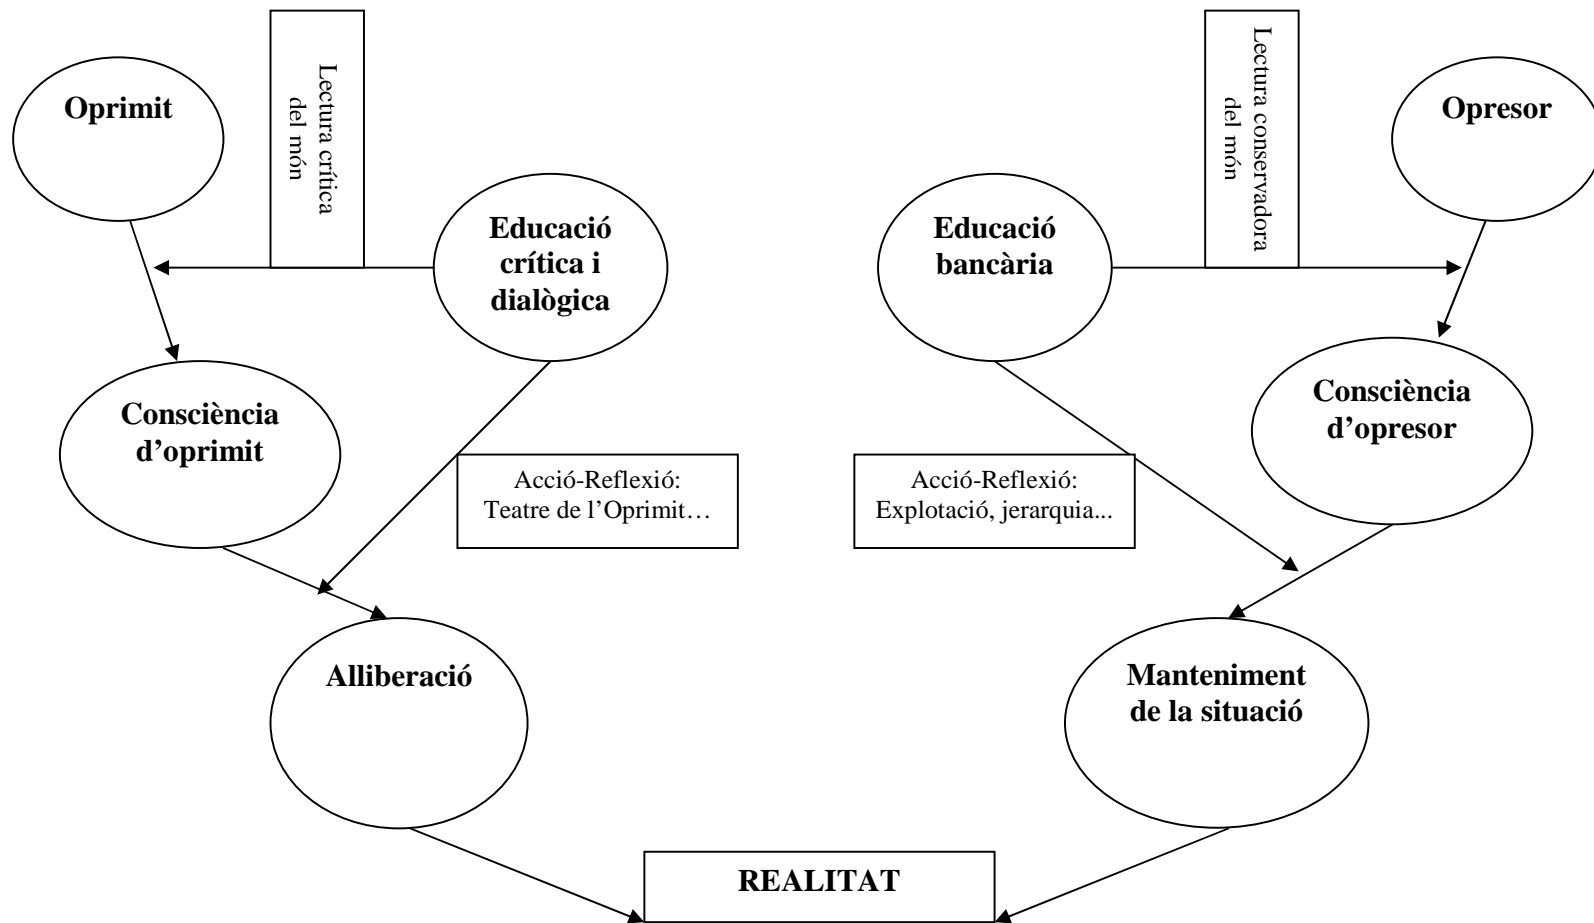 Oprimit
Lectura crítica
del món
Lectura conservadora
del món
Opresor
Educació
crítica i
dialògica
Educació
bancària
Consciència
d’oprimit
Consciència
d’opresor
Acció-Reflexió:
Teatre de l’Oprimit…
Acció-Reflexió:
Explotació, jerarquia...
Alliberació
Manteniment
de la situació
REALITAT